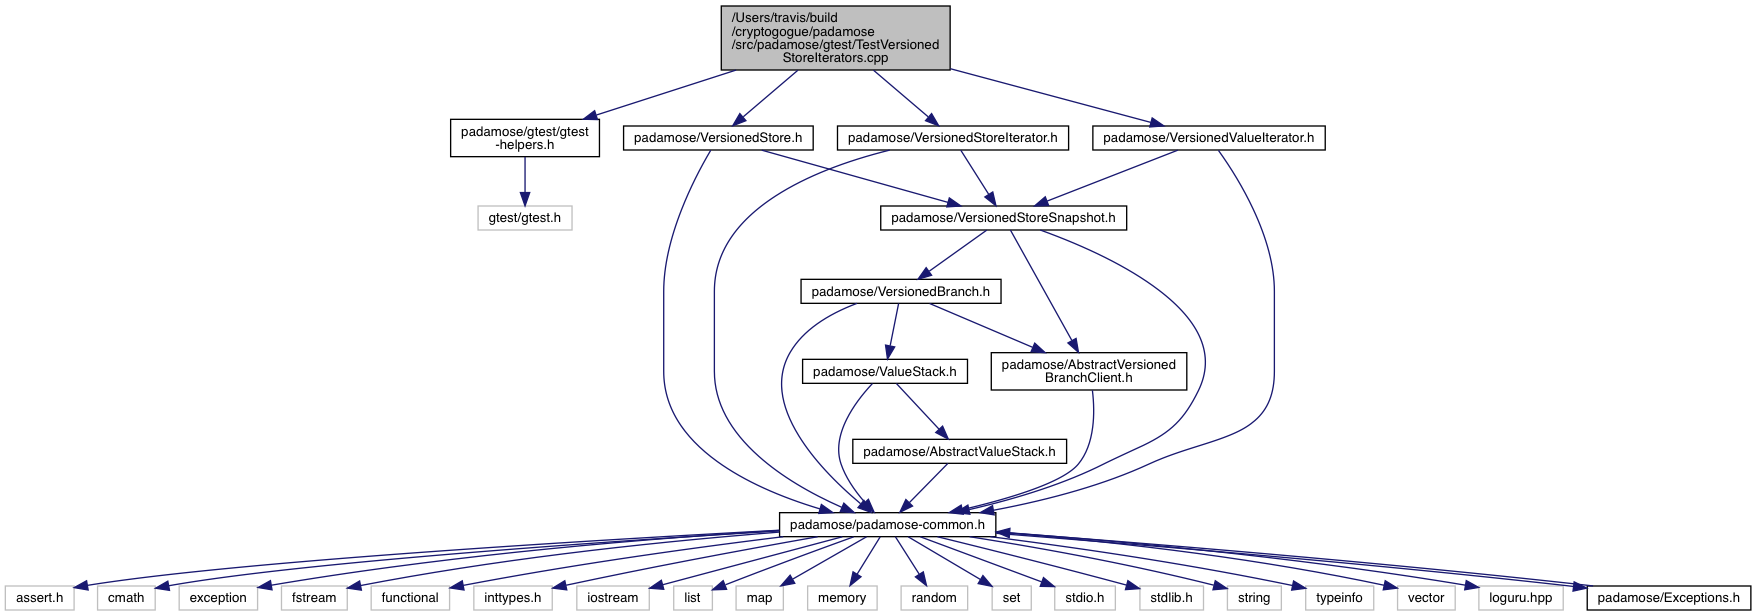 /Users/travis/build
/cryptogogue/padamose
/src/padamose/gtest/TestVersioned
StoreIterators.cpp
padamose/gtest/gtest
-helpers.h
padamose/VersionedStore.h
padamose/VersionedStoreIterator.h
padamose/VersionedValueIterator.h
gtest/gtest.h
padamose/VersionedStoreSnapshot.h
padamose/VersionedBranch.h
padamose/ValueStack.h
padamose/AbstractVersioned
BranchClient.h
padamose/AbstractValueStack.h
padamose/padamose-common.h
assert.h
cmath
exception
fstream
functional
inttypes.h
iostream
list
map
memory
random
set
stdio.h
stdlib.h
string
typeinfo
vector
loguru.hpp
padamose/Exceptions.h